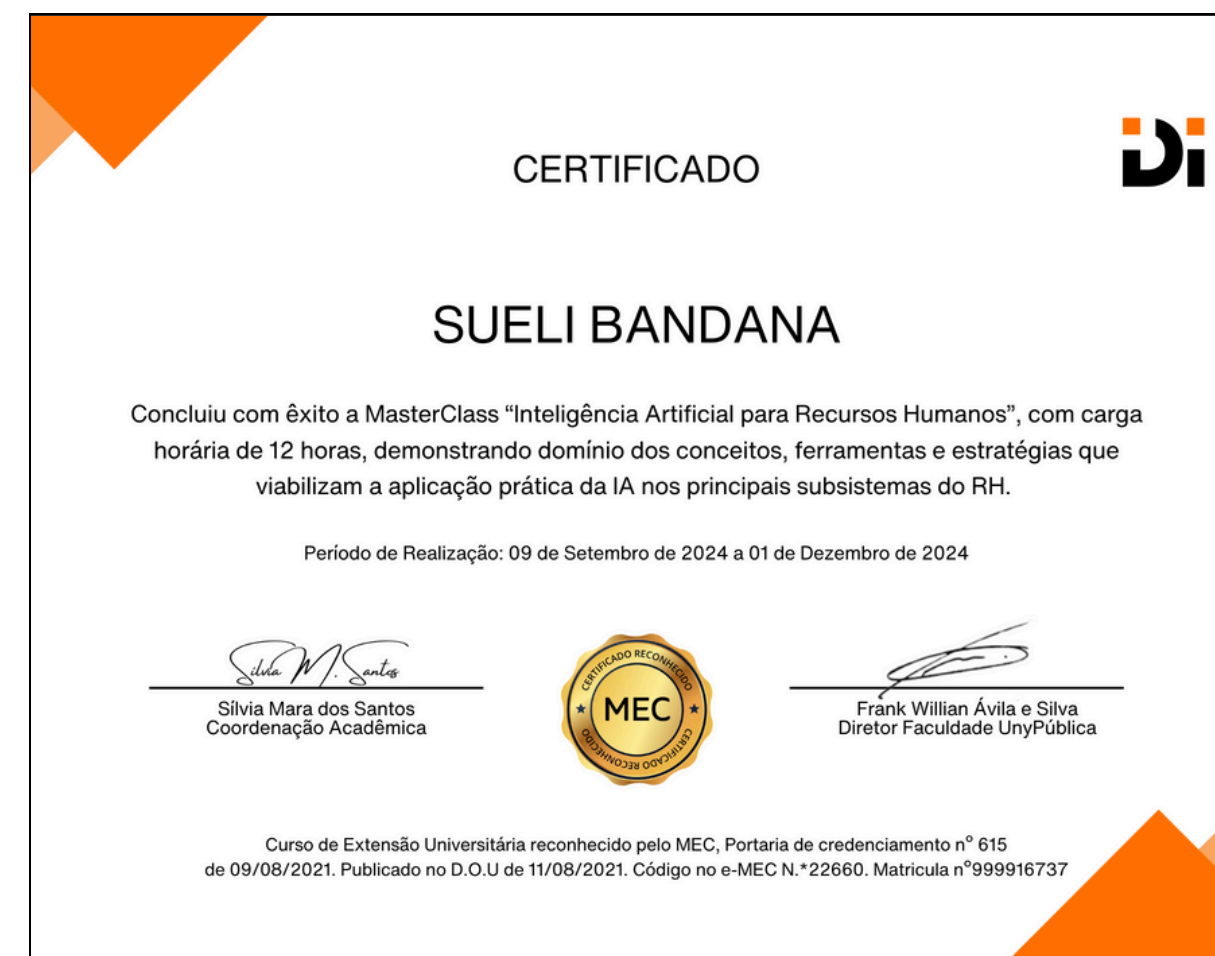 Di
CERTIFICADO
SUELI BANDANA
Concluiu com êxito a MasterClass “Inteligência Artificial para Recursos Humanos”, com carga
horária de 12 horas, demonstrando domínio dos conceitos, ferramentas e estratégias que
viabilizam a aplicação prática da IA nos principais subsistemas do RH.
Período de Realização: 09 de Setembro de 2024 a 01 de Dezembro de 2024
Silvia M. Santos
Sílvia Mara dos Santos
Coordenação Acadêmica
CERTIFICADO RECONHECIDO
MEC
CERTIFICADO RECONHECIDO
Frank Willian Ávila e Silva
Diretor Faculdade UnyPública
Curso de Extensão Universitária reconhecido pelo MEC, Portaria de credenciamento nº 615
de 09/08/2021. Publicado no D.O.U de 11/08/2021. Código no e-MEC N.*22660. Matricula nº999916737